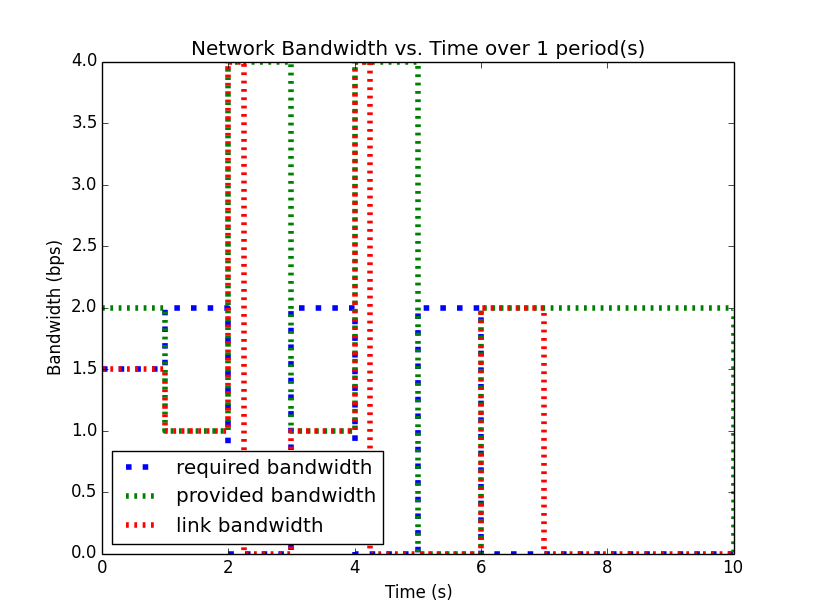 Network Bandwidth vs. Time over 1 period(s)
4.0
3.5
3.0
2.5
2.0
1.5
1.0
0.5
0.0
Bandwidth (bps)
required bandwidth
provided bandwidth
link bandwidth
0 2 4 6 8 10
Time (s)